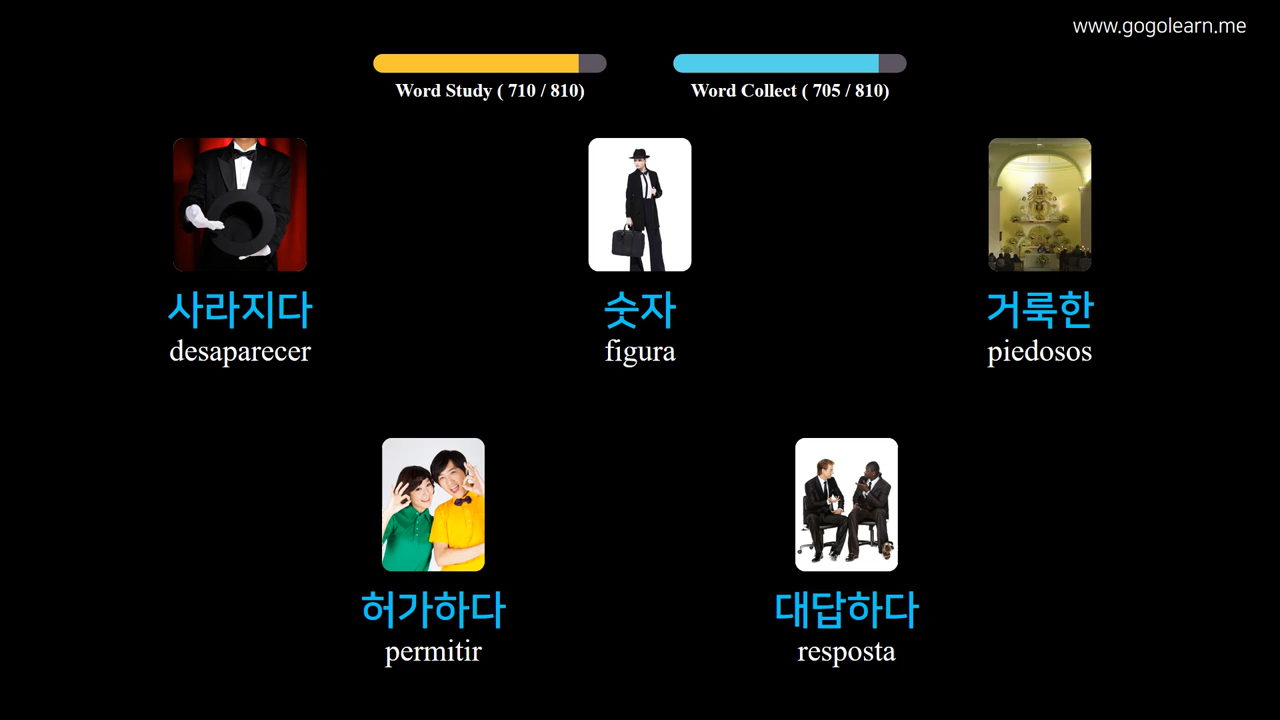 www.gogolearn.me
Word Study ( 710 / 810)
Word Collect ( 705 / 810)
사라지다
desaparecer
숫자
figura
거룩한
piedosos
허가하다
permitir
대답하다
resposta